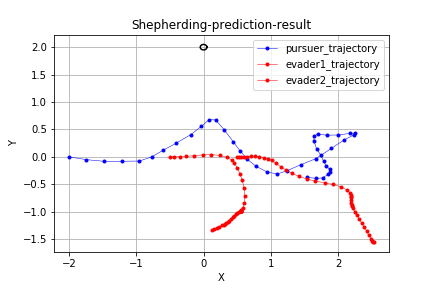 Shepherding-prediction-result
pursuer_trajectory
evader1_trajectory
evader2_trajectory
2.0
1.5
1.0
0.5
0.0
−0.5
−1.0
−1.5
Y
−2
−1
0
1
2
X